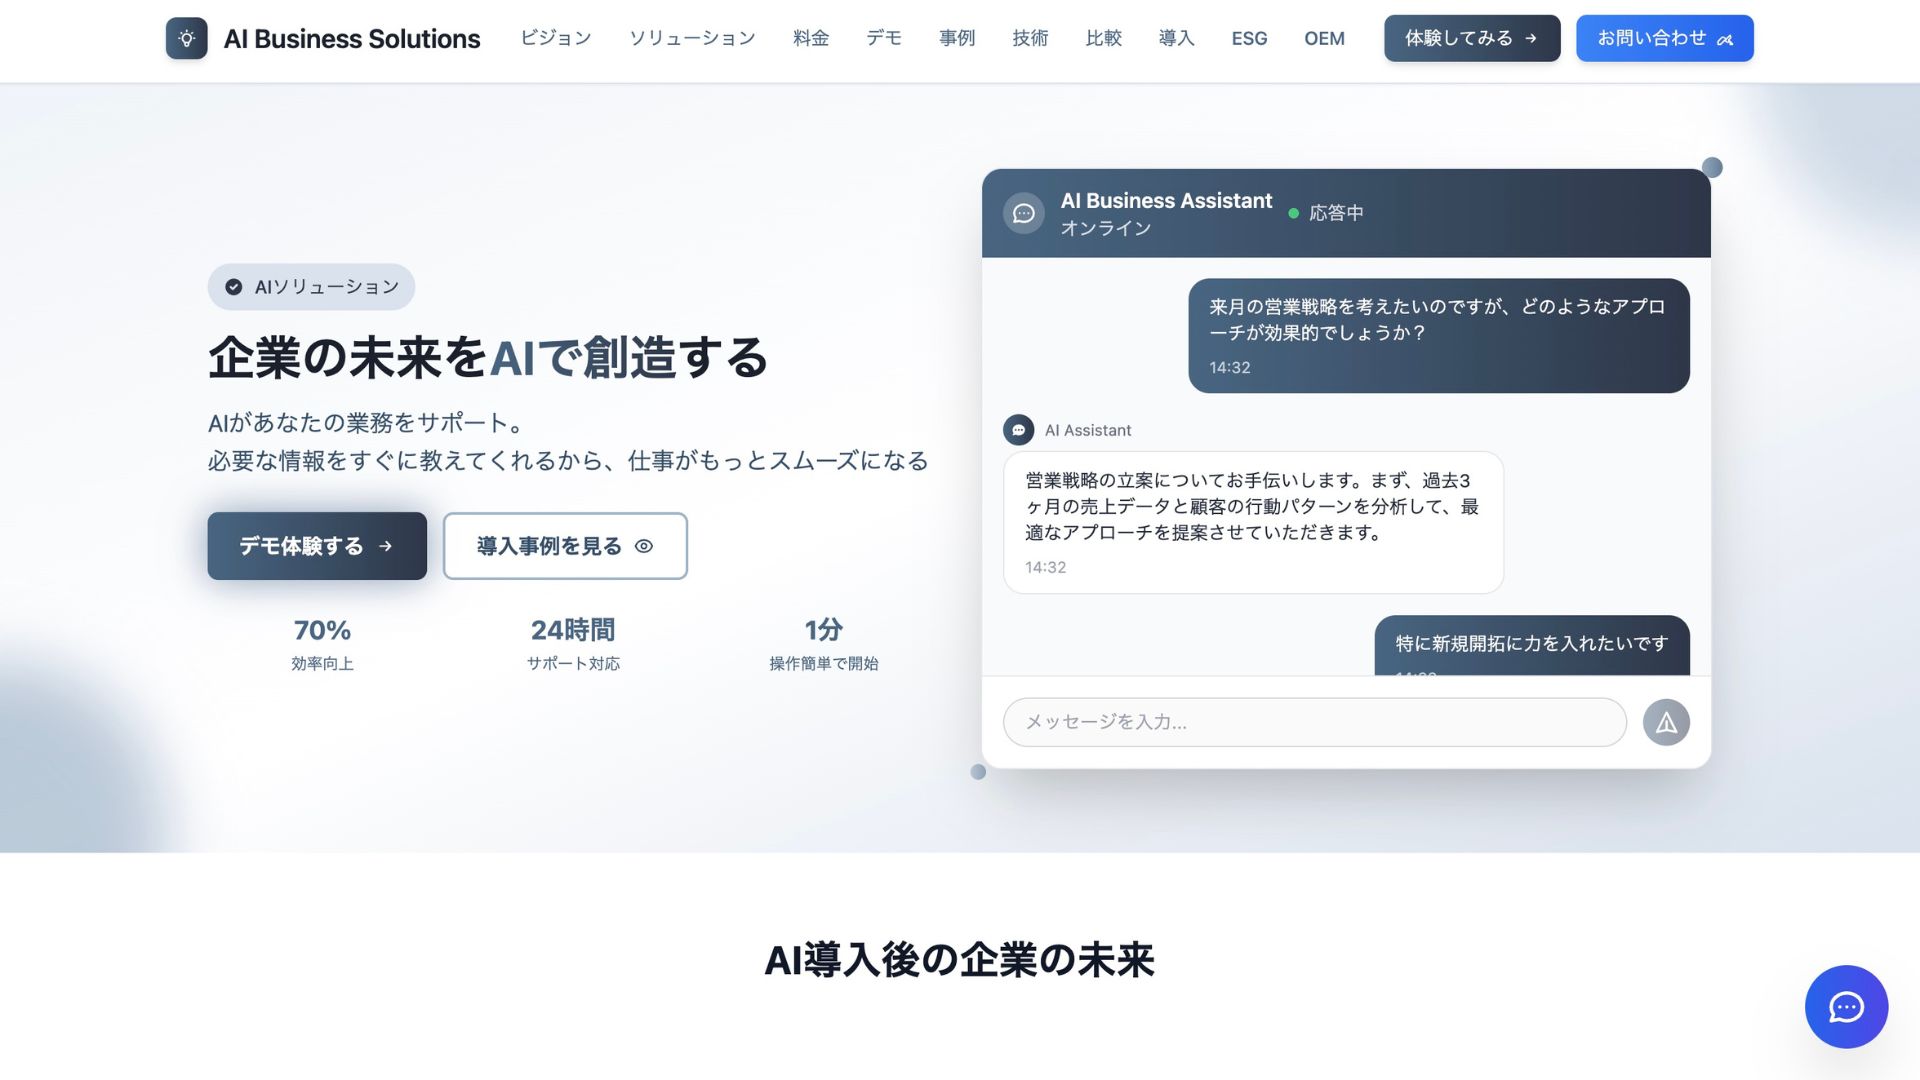 AI Business Solutions
ビジョン
ソリューション
料金
デモ
事例
技術
比較
導入
ESG
OEM
体験してみる
お問い合わせ
AIソリューション
企業の未来をAIで創造する
AIがあなたの業務をサポート。
必要な情報をすぐに教えてくれるから、仕事がもっとスムーズになる
デモ体験する
導入事例を見る
70%
効率向上
24時間
サポート対応
1分
操作簡単で開始
AI Business Assistant
オンライン
応答中
来月の営業戦略を考えたいのですが、どのようなアプロ
ーチが効果的でしょうか？
14:32
AI Assistant
営業戦略の立案についてお手伝いします。まず、過去3
ヶ月の売上データと顧客の行動パターンを分析して、最
適なアプローチを提案させていただきます。
14:32
特に新規開拓に力を入れたいです
メッセージを入力...
AI導入後の企業の未来